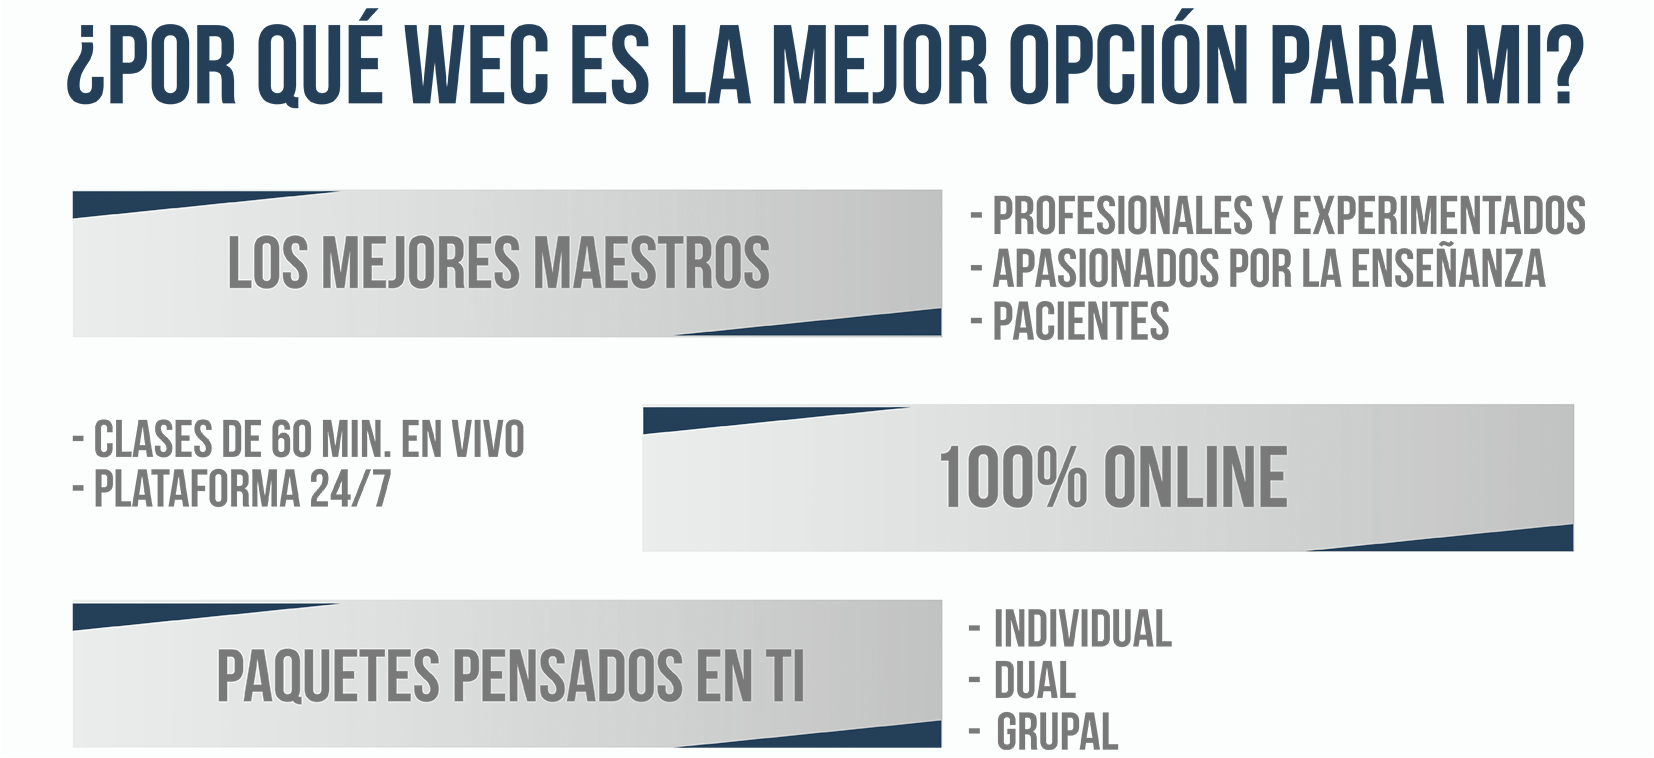 ¿POR QUÉ WEC ES LA MEJOR OPCIÓN PARA MI?
LOS MEJORES MAESTROS
- PROFESIONALES Y EXPERIMENTADOS
- APASIONADOS POR LA ENSEÑANZA
- PACIENTES
- CLASES DE 60 MIN. EN VIVO
- PLATAFORMA 24/7
100% ONLINE
PAQUETES PENSADOS EN TI
- INDIVIDUAL
- DUAL
- GRUPAL